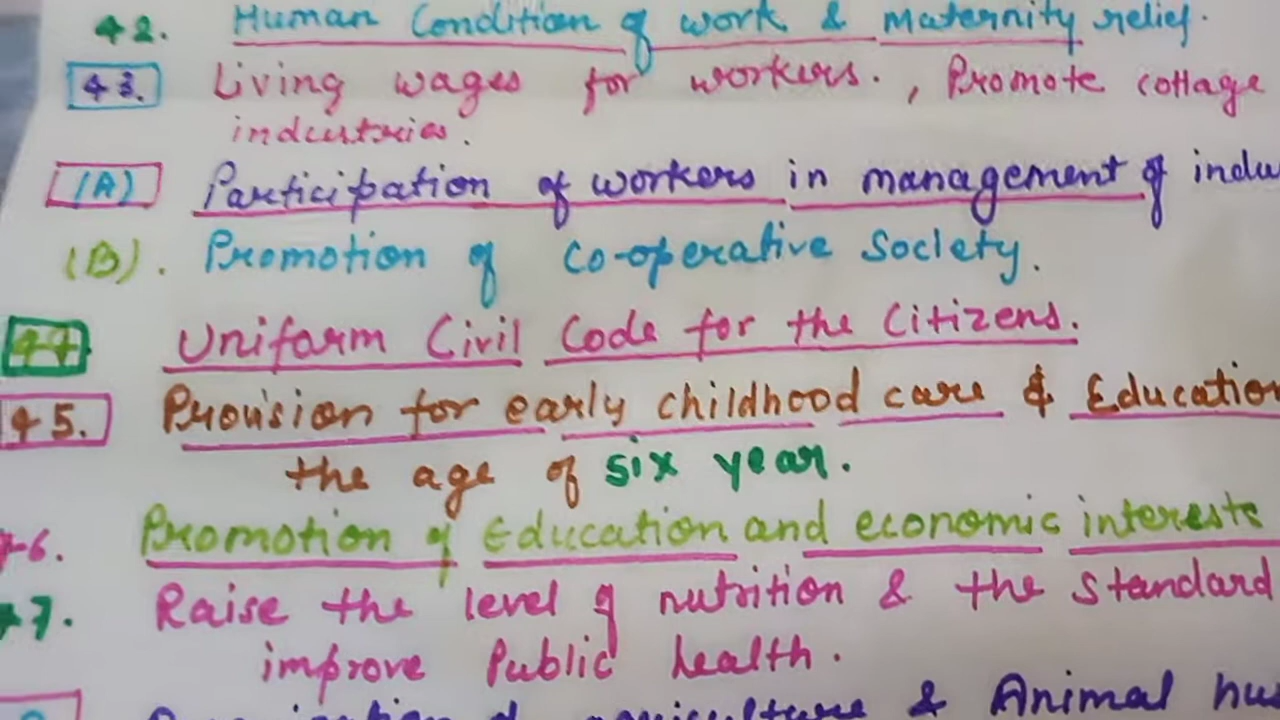 42. Human Condition of work & Maternity relief.
43. Living wages for workers. , Promote cottage
industries.
(A) Participation of workers in management of indu
(B). Promotion of Co-operative Society.
44 Uniform Civil Code for the Citizens.
45. Provision for early childhood care & Education
the age of six year.
46. Promotion of Education and economic interests
47. Raise the level of nutrition & the standard
improve Public health.
& Animal hus